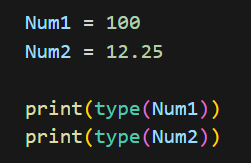 Num1 = 100
Num2 = 12.25
print(type(Num1))
print(type(Num2))